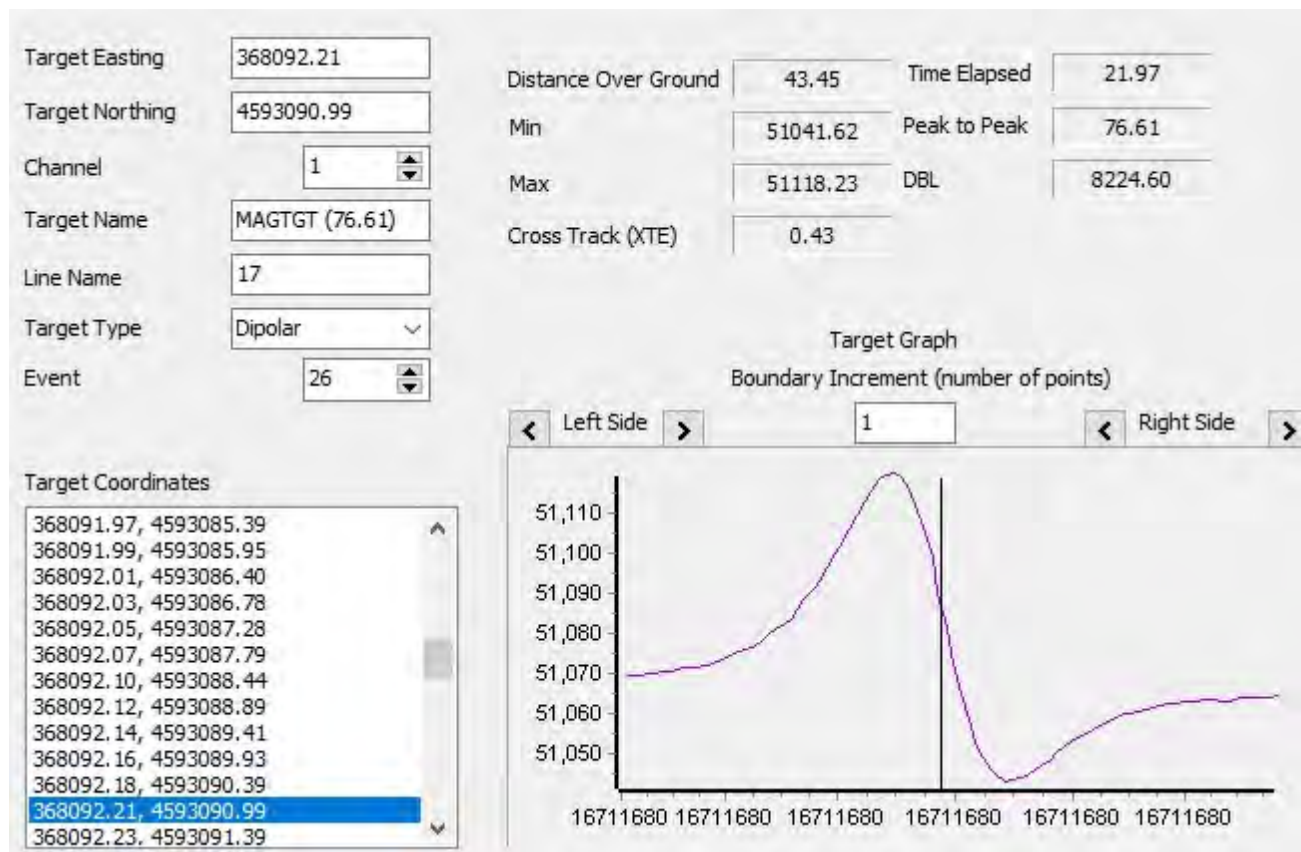 Target Easting 368092.21
Target Northing 4593090.99
Channel 1
Target Name MAGTGT (76.61)
Line Name 17
Target Type Dipolar
Event 26
Distance Over Ground 43.45 Time Elapsed 21.97
Min 51041.62 Peak to Peak 76.61
Max 51118.23 DBL 8224.60
Cross Track (XTE) 0.43
Target Coordinates
368091.97, 4593085.39
368091.99, 4593085.95
368092.01, 4593086.40
368092.03, 4593086.78
368092.05, 4593087.28
368092.07, 4593087.79
368092.10, 4593088.44
368092.12, 4593088.89
368092.14, 4593089.41
368092.16, 4593089.93
368092.18, 4593090.39
368092.21, 4593090.99
368092.23, 4593091.39
Target Graph
Boundary Increment (number of points)
< Left Side > 1 < Right Side >
51,110
51,100
51,090
51,080
51,070
51,060
51,050
16711680 16711680 16711680 16711680 16711680 16711680